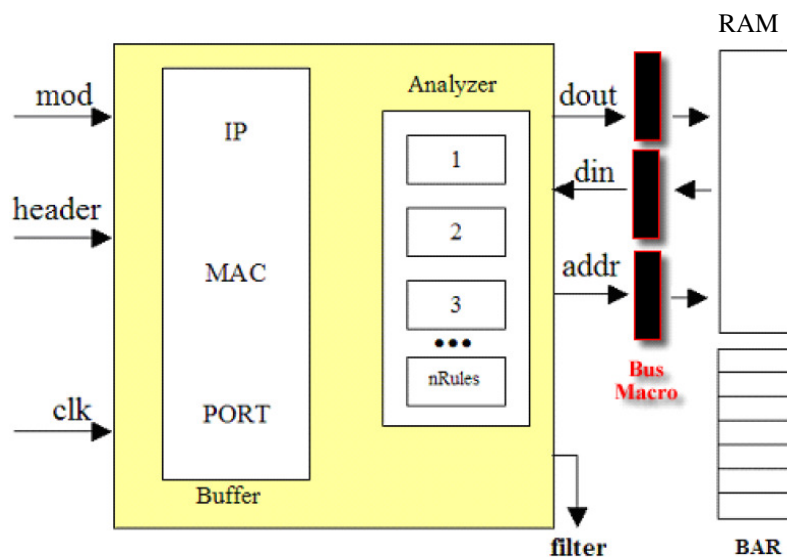 RAM
mod
header
clk
IP
MAC
PORT
Buffer
Analyzer
1
2
3
•••
nRules
dout
din
addr
Bus
Macro
filter
BAR